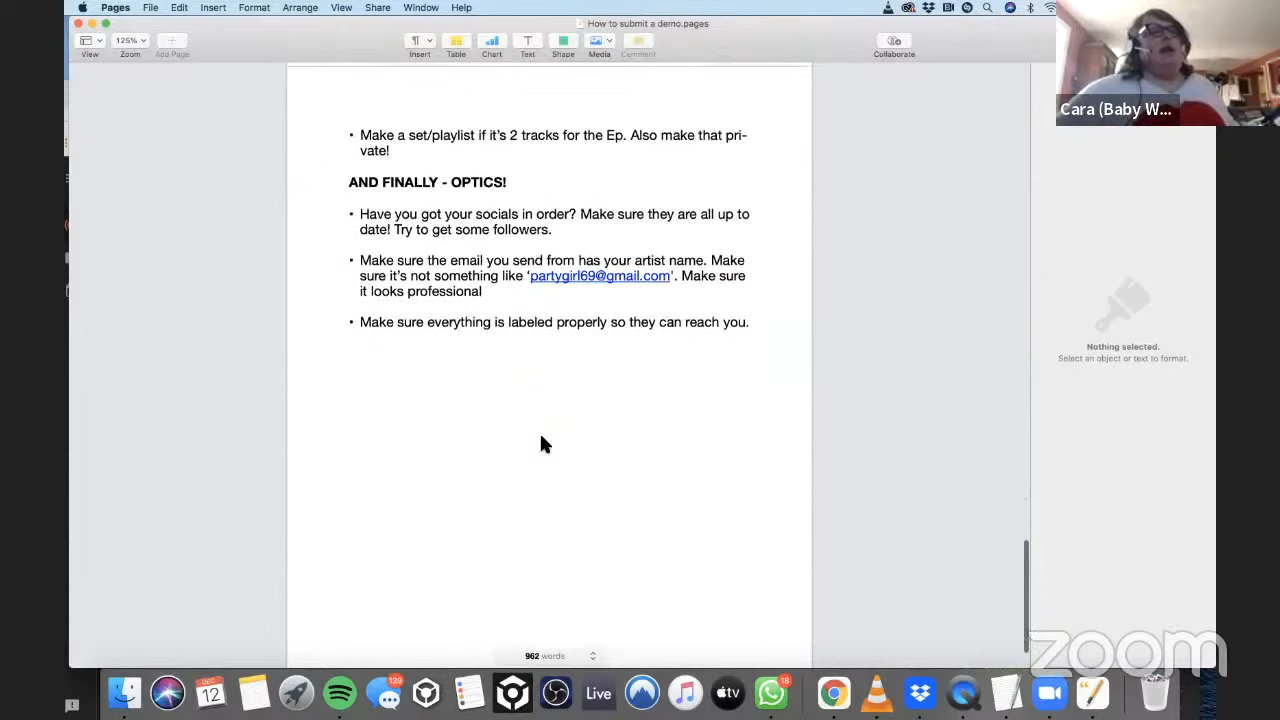 Pages File Edit Insert Format Arrange View Share Window Help
How to submit a demo.pages
125%
View Zoom Add Page Insert Table Chart Text Shape Media Comment Collaborate
Cara (Baby W...
• Make a set/playlist if it's 2 tracks for the Ep. Also make that pri-
vate!
AND FINALLY - OPTICS!
• Have you got your socials in order? Make sure they are all up to
date! Try to get some followers.
• Make sure the email you send from has your artist name. Make
sure it's not something like ‘partygirl69@gmail.com’. Make sure
it looks professional
• Make sure everything is labeled properly so they can reach you.
Nothing selected.
Select an object or text to format.
962 words
zoom
DEC
12
139
Live
tv
18